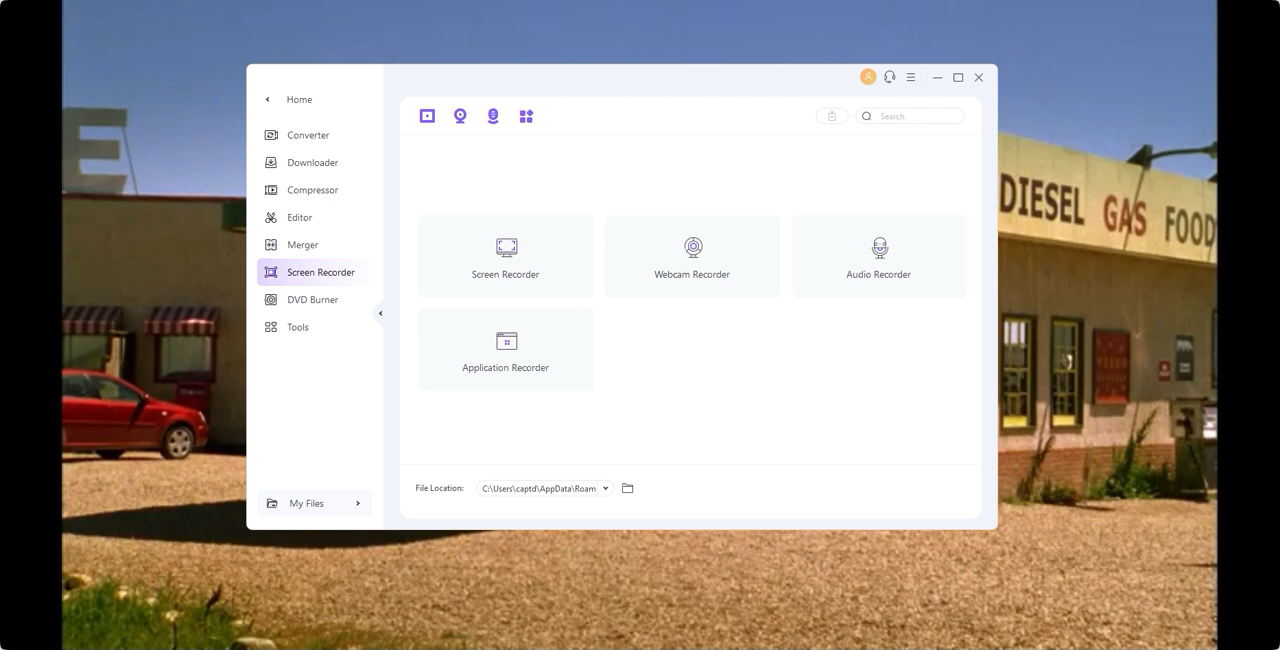 Home
Converter
Downloader
Compressor
Editor
Merger
Screen Recorder
DVD Burner
Tools
My Files
Search
Screen Recorder
Webcam Recorder
Audio Recorder
Application Recorder
File Location:
C:\Users\captd\AppData\Roam
E
DIESEL GAS FOOD